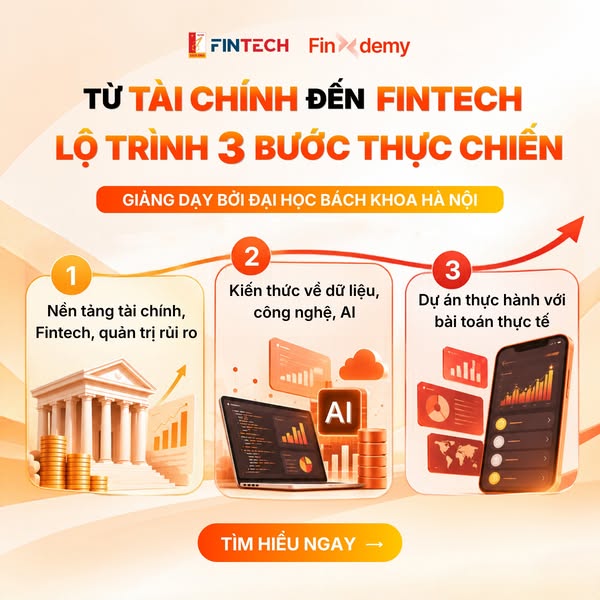 FINTECH FinXdemy
TỪ TÀI CHÍNH ĐẾN FINTECH
LỘ TRÌNH 3 BƯỚC THỰC CHIẾN
GIẢNG DẠY BỞI ĐẠI HỌC BÁCH KHOA HÀ NỘI
1
Nền tảng tài chính,
Fintech, quản trị rủi ro
2
Kiến thức về dữ liệu,
công nghệ, AI
AI
3
Dự án thực hành với
bài toán thực tế
TÌM HIỂU NGAY →